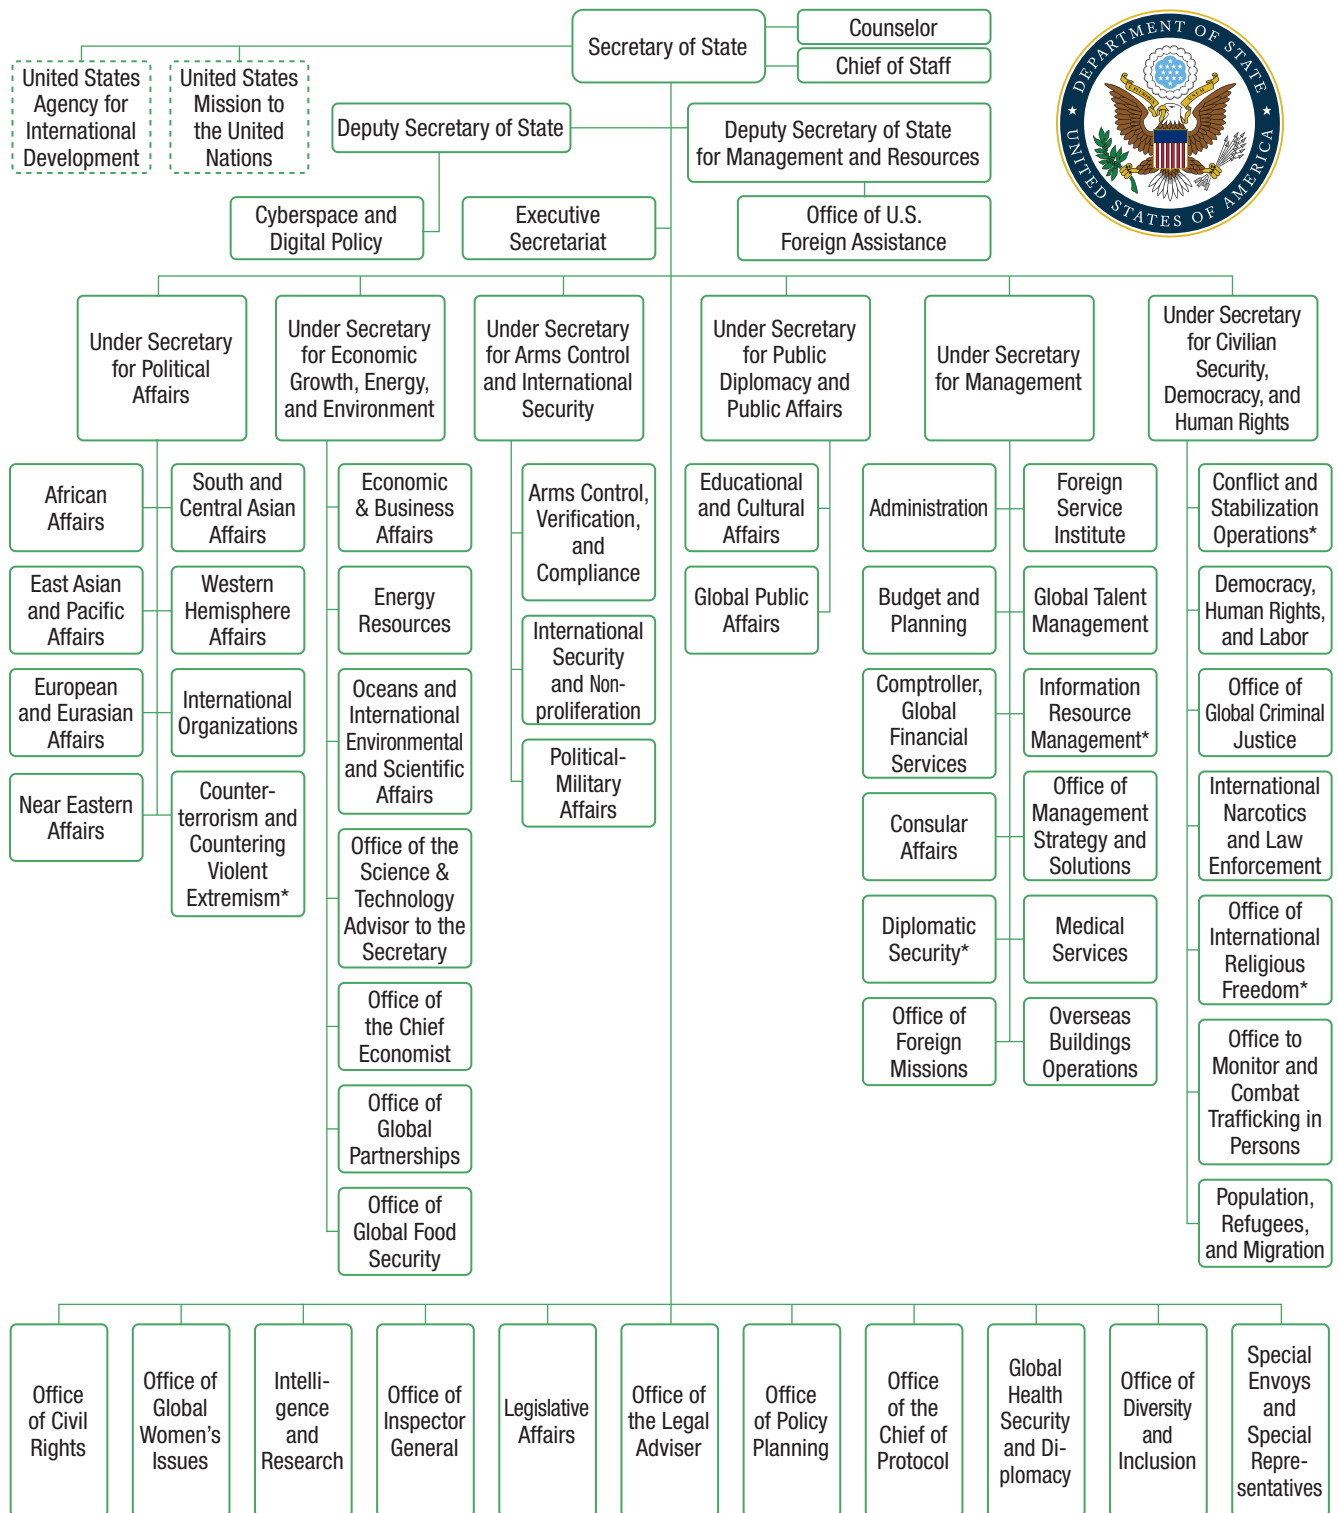 Secretary of State
Counselor
Chief of Staff
DEPARTMENT OF STATE
UNITED STATES OF AMERICA
United States
Agency for
International
Development
United States
Mission to
the United
Nations
Deputy Secretary of State
Deputy Secretary of State
for Management and Resources
Cyberspace and
Digital Policy
Executive
Secretariat
Office of U.S.
Foreign Assistance
Under Secretary
for Political
Affairs
Under Secretary
for Economic
Growth, Energy,
and Environment
Under Secretary
for Arms Control
and International
Security
Under Secretary
for Public
Diplomacy and
Public Affairs
Under Secretary
for Management
Under Secretary
for Civilian
Security,
Democracy, and
Human Rights
African
Affairs
South and
Central Asian
Affairs
East Asian
and Pacific
Affairs
Western
Hemisphere
Affairs
European
and Eurasian
Affairs
International
Organizations
Near Eastern
Affairs
Counter-
terrorism and
Countering
Violent
Extremism*
Economic
& Business
Affairs
Energy
Resources
Oceans and
International
Environmental
and Scientific
Affairs
Office of the
Science &
Technology
Advisor to the
Secretary
Office of
the Chief
Economist
Office of
Global
Partnerships
Office of
Global Food
Security
Arms Control,
Verification,
and
Compliance
International
Security
and Non-
proliferation
Political-
Military
Affairs
Educational
and Cultural
Affairs
Global Public
Affairs
Administration
Foreign
Service
Institute
Budget and
Planning
Global Talent
Management
Comptroller,
Global
Financial
Services
Information
Resource
Management*
Consular
Affairs
Office of
Management
Strategy and
Solutions
Diplomatic
Security*
Medical
Services
Office of
Foreign
Missions
Overseas
Buildings
Operations
Conflict and
Stabilization
Operations*
Democracy,
Human Rights,
and Labor
Office of
Global Criminal
Justice
International
Narcotics
and Law
Enforcement
Office of
International
Religious
Freedom*
Office to
Monitor and
Combat
Trafficking in
Persons
Population,
Refugees,
and Migration
Office
of Civil
Rights
Office of
Global
Women's
Issues
Intelli-
gence
and
Research
Office of
Inspector
General
Legislative
Affairs
Office of
the Legal
Adviser
Office
of Policy
Planning
Office
of the
Chief of
Protocol
Global
Health
Security
and Di-
plomacy
Office of
Diversity
and
Inclusion
Special
Envoys
and
Special
Repre-
sentatives